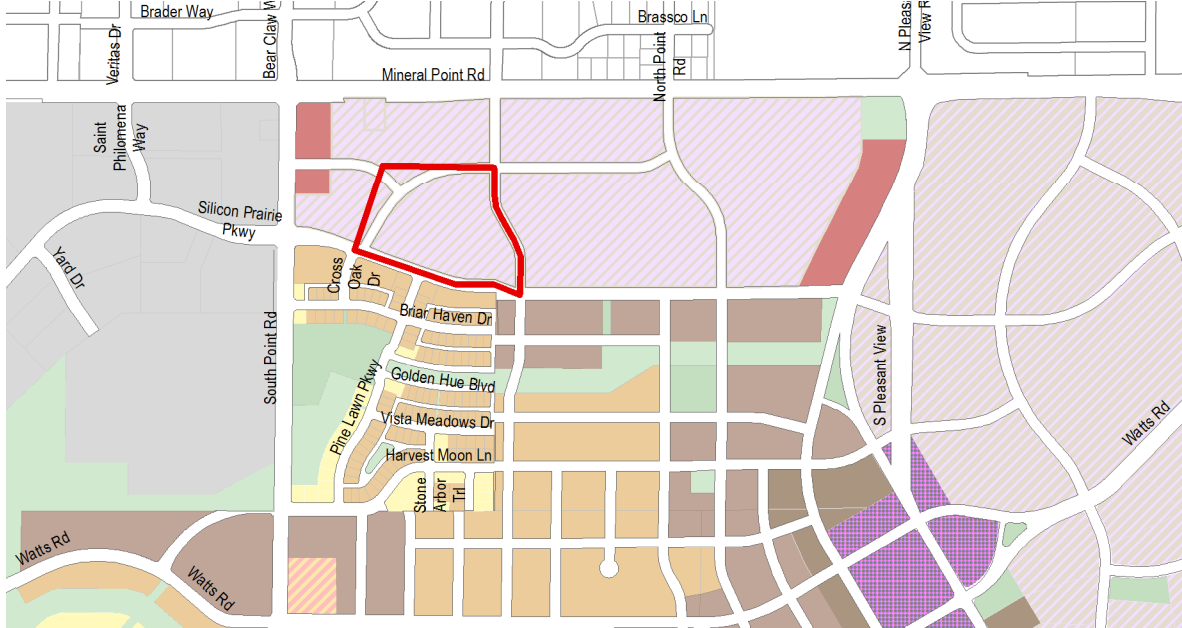 Brader Way
Brassco Ln
Veritas Dr
Bear Claw W
N Pleas
View R
Mineral Point Rd
North Point
Rd
Saint
Philomena
Way
Silicon Prairie
Pkwy
Yard Dr
Cross
Oak
Dr
Briar Haven Dr
South Point Rd
S Pleasant View
Golden Hue Blvd
Pine Lawn Pkwy
Vista Meadows Dr
Watts Rd
Harvest Moon Ln
Stone
Arbor
Trl
Watts Rd
Watts Rd